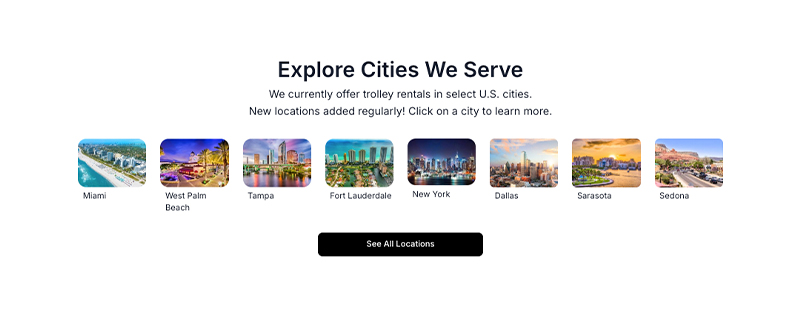 Explore Cities We Serve
We currently offer trolley rentals in select U.S. cities.
New locations added regularly! Click on a city to learn more.
Miami
West Palm
Beach
Tampa
Fort Lauderdale
New York
Dallas
Sarasota
Sedona
See All Locations